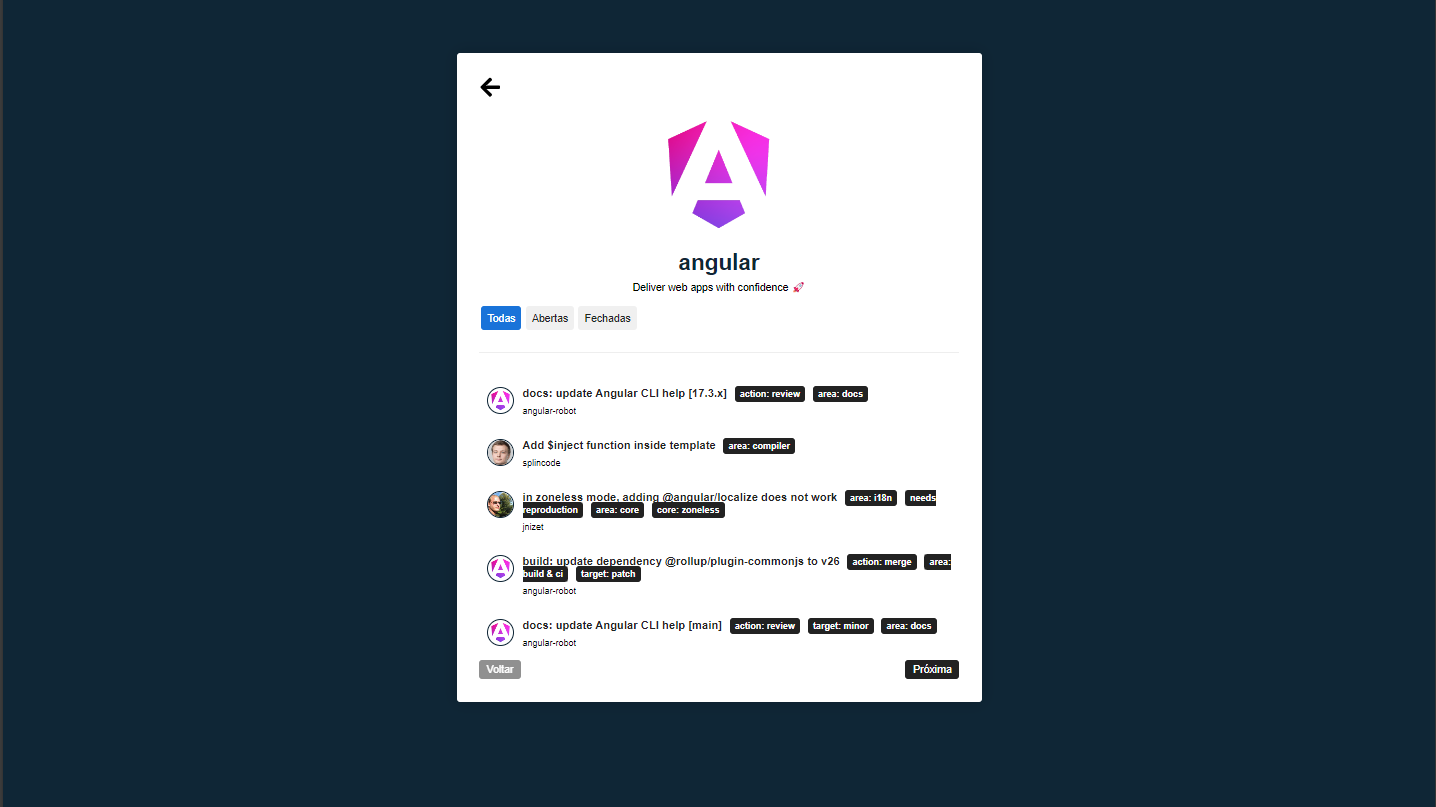 angular
Deliver web apps with confidence 🚀
Todas Abertas Fechadas
docs: update Angular CLI help [17.3.x] action: review area: docs
angular-robot
Add $inject function inside template area: compiler
splincode
in zoneless mode, adding @angular/localize does not work area: i18n needs
reproduction area: core core: zoneless
jnizet
build: update dependency @rollup/plugin-commonjs to v26 action: merge area:
build & ci target: patch
angular-robot
docs: update Angular CLI help [main] action: review target: minor area: docs
angular-robot
Voltar Próxima